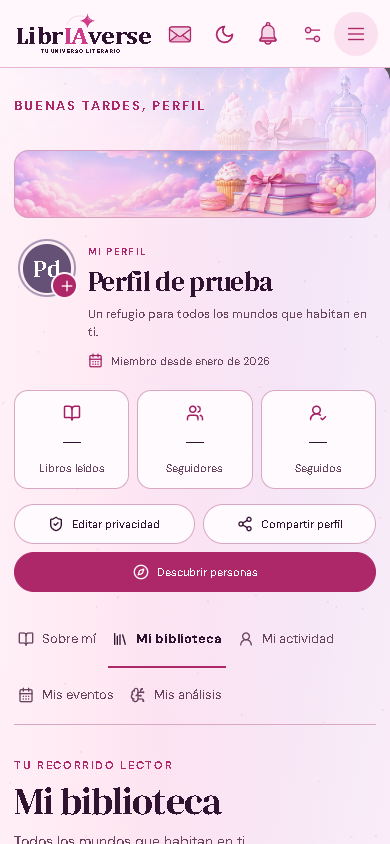 LibrIAverse
TU UNIVERSO LITERARIO
BUENAS TARDES, PERFIL
Pd
MI PERFIL
Perfil de prueba
Un refugio para todos los mundos que habitan en
ti.
Miembro desde enero de 2026
— — —
Libros leídos Seguidores Seguidos
Editar privacidad Compartir perfil
Descubrir personas
Sobre mí Mi biblioteca Mi actividad
Mis eventos Mis análisis
TU RECORRIDO LECTOR
Mi biblioteca
Todos los mundos que habitan en ti.